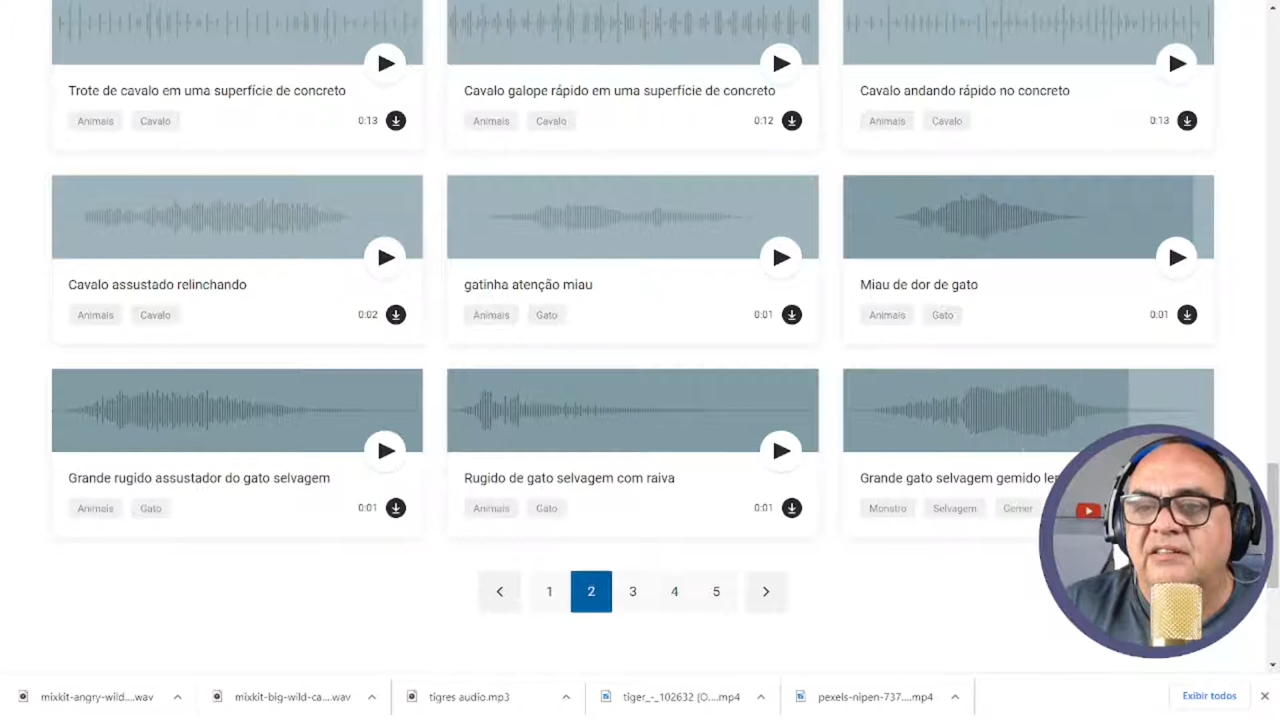 Trote de cavalo em uma superfície de concreto
Animais Cavalo 0:13
Cavalo galope rápido em uma superfície de concreto
Animais Cavalo 0:12
Cavalo andando rápido no concreto
Animais Cavalo 0:13
Cavalo assustado relinchando
Animais Cavalo 0:02
gatinha atenção miau
Animais Gato 0:01
Miau de dor de gato
Animais Gato 0:01
Grande rugido assustador do gato selvagem
Animais Gato 0:01
Rugido de gato selvagem com raiva
Animais Gato 0:01
Grande gato selvagem gemido
Monstro Selvagem Gemer
1 2 3 4 5
mixkit-angry-wild....wav mixkit-big-wild-ca....wav tigres audio.mp3 tiger_-_102632 (O....mp4 pexels-nipen-737....mp4 Exibir todos